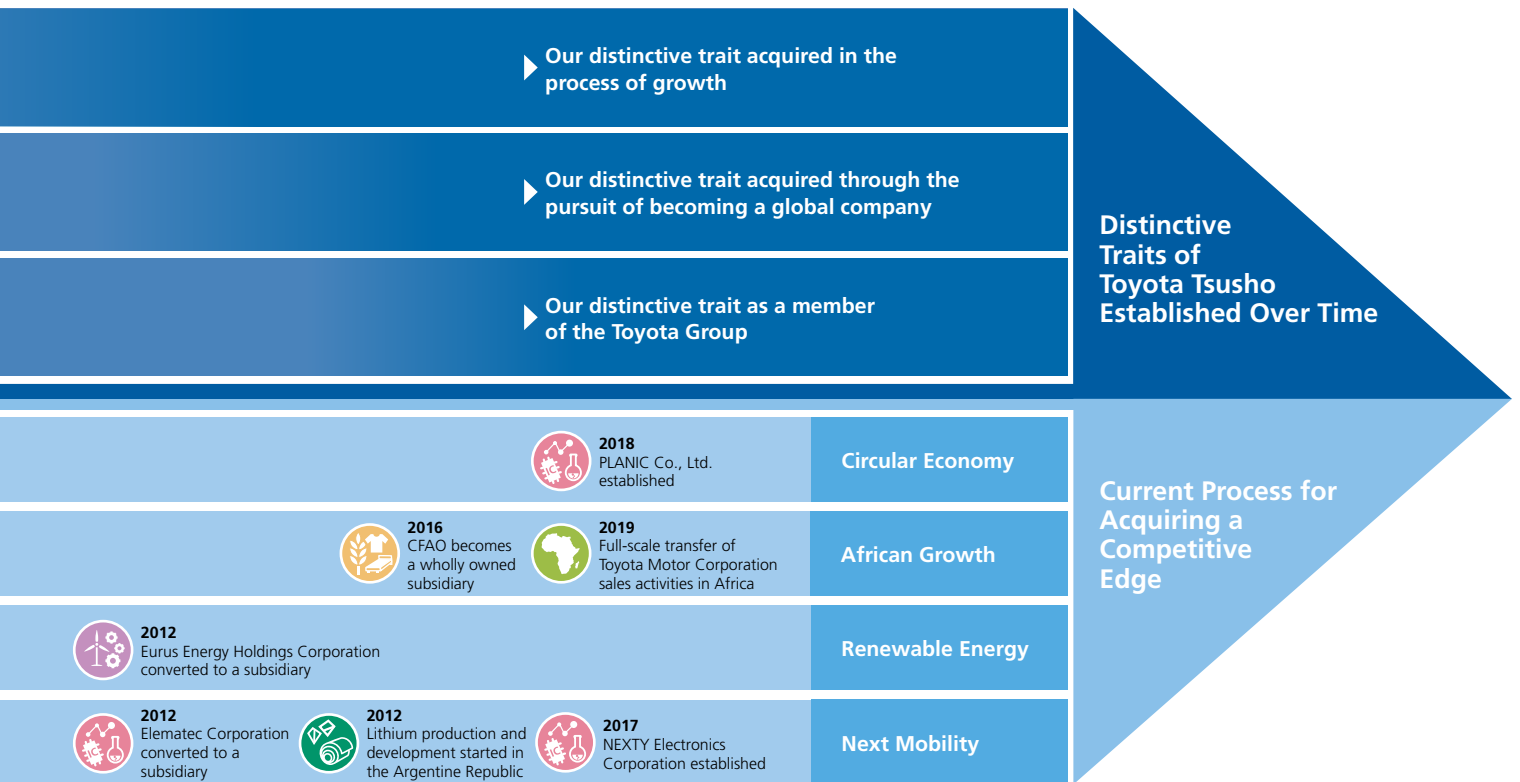 Our distinctive trait acquired in the
process of growth
Our distinctive trait acquired through the
pursuit of becoming a global company
Our distinctive trait as a member
of the Toyota Group
Distinctive
Traits of
Toyota Tsusho
Established Over Time
2018
PLANIC Co., Ltd.
established
Circular Economy
2016
CFAO becomes
a wholly owned
subsidiary
2019
Full-scale transfer of
Toyota Motor Corporation
sales activities in Africa
African Growth
2012
Eurus Energy Holdings Corporation
converted to a subsidiary
Renewable Energy
2012
Elematec Corporation
converted to a
subsidiary
2012
Lithium production and
development started in
the Argentine Republic
2017
NEXTY Electronics
Corporation established
Next Mobility
Current Process for
Acquiring a
Competitive
Edge